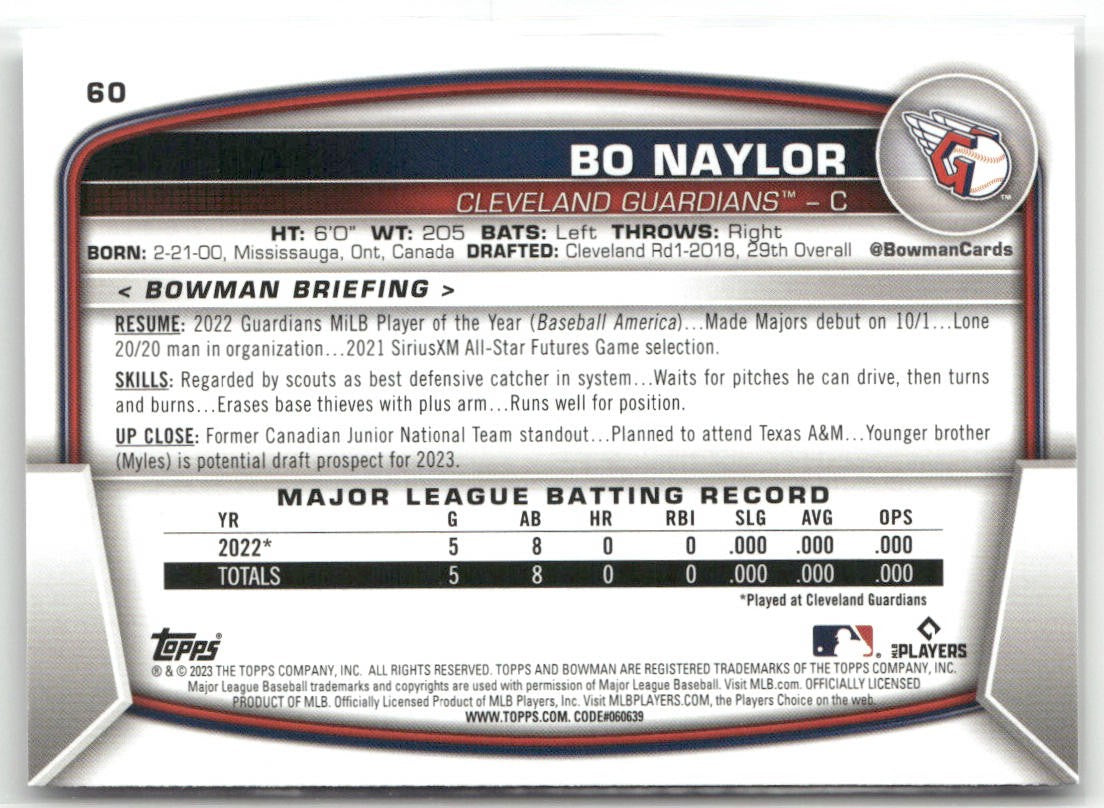 60
BO NAYLOR
CLEVELAND GUARDIANS™ – C
HT: 6'0" WT: 205 BATS: Left THROWS: Right
BORN: 2-21-00, Mississauga, Ont, Canada DRAFTED: Cleveland Rd1-2018, 29th Overall @BowmanCards
< BOWMAN BRIEFING >
RESUME: 2022 Guardians MiLB Player of the Year (Baseball America)...Made Majors debut on 10/1...Lone
20/20 man in organization...2021 SiriusXM All-Star Futures Game selection.
SKILLS: Regarded by scouts as best defensive catcher in system...Waits for pitches he can drive, then turns
and burns...Erases base thieves with plus arm...Runs well for position.
UP CLOSE: Former Canadian Junior National Team standout...Planned to attend Texas A&M...Younger brother
(Myles) is potential draft prospect for 2023.
MAJOR LEAGUE BATTING RECORD
YR G AB HR RBI SLG AVG OPS
2022* 5 8 0 0 .000 .000 .000
TOTALS 5 8 0 0 .000 .000 .000
*Played at Cleveland Guardians
Topps® MLB PLAYERS
® & © 2023 THE TOPPS COMPANY, INC. ALL RIGHTS RESERVED. TOPPS AND BOWMAN ARE REGISTERED TRADEMARKS OF THE TOPPS COMPANY, INC.
Major League Baseball trademarks and copyrights are used with permission of Major League Baseball. Visit MLB.com. OFFICIALLY LICENSED
PRODUCT OF MLB. Officially Licensed Product of MLB Players, Inc. Visit MLBPLAYERS.COM, the Players Choice on the web.
WWW.TOPPS.COM. CODE#060639